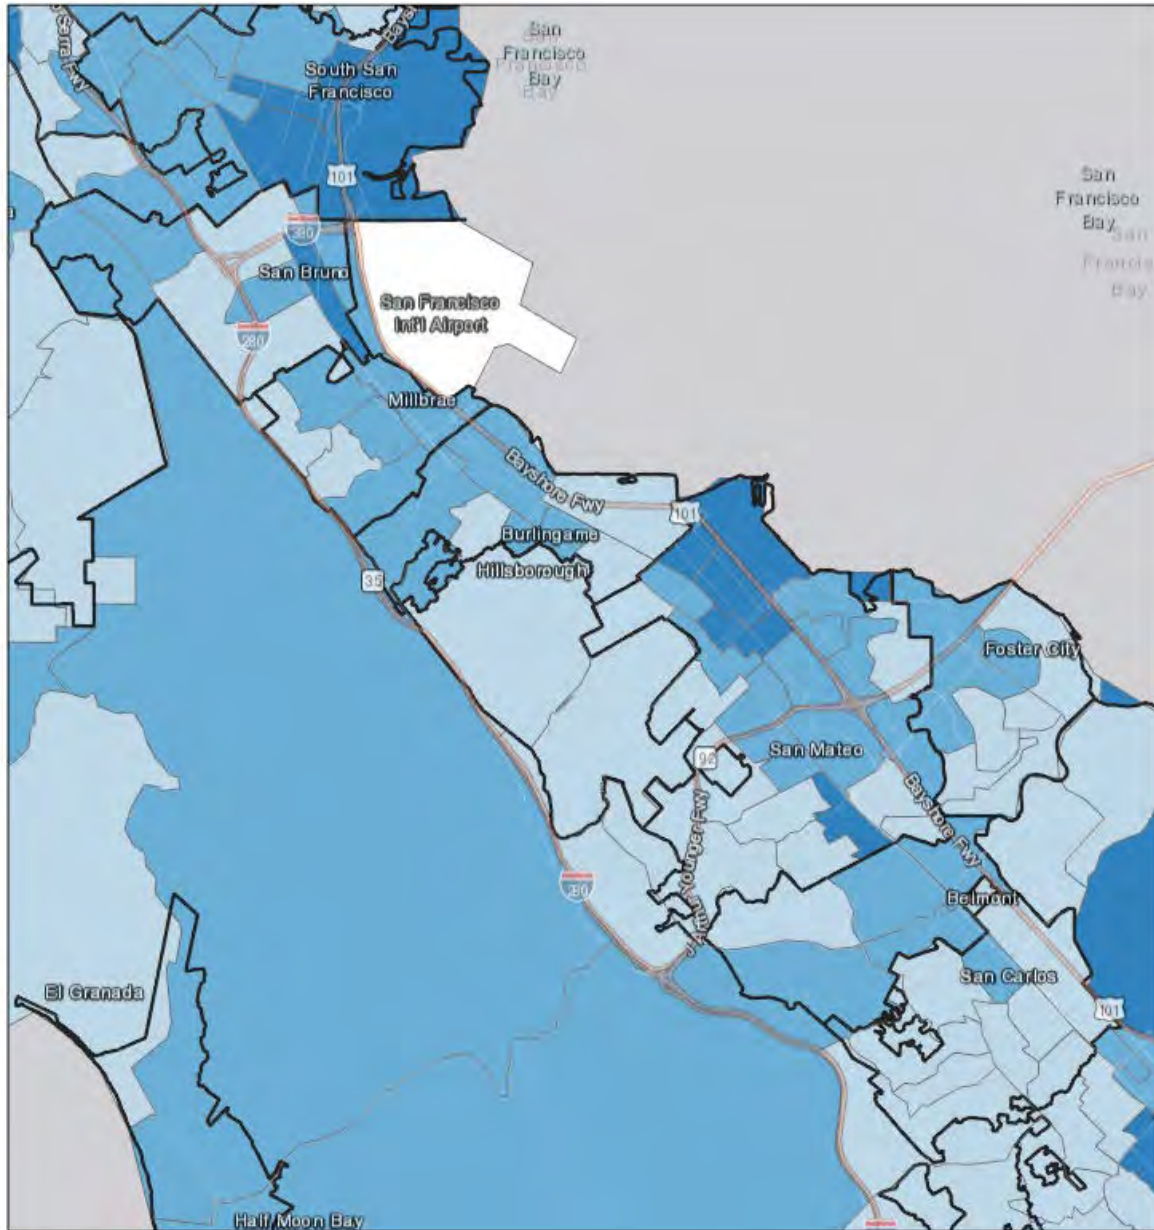 San
Francisco
Bay
South San
Francisco
101
San
Francisco
Bay
San
Bay
380
San Bruno
San Francisco
Int'l Airport
280
Millbrae
Bayshore Fwy
101
Burlingame
Hillsborough
35
Foster City
San Mateo
92
Bayshore Fwy
280
Belmont
San Carlos
El Granada
101
Half Moon Bay